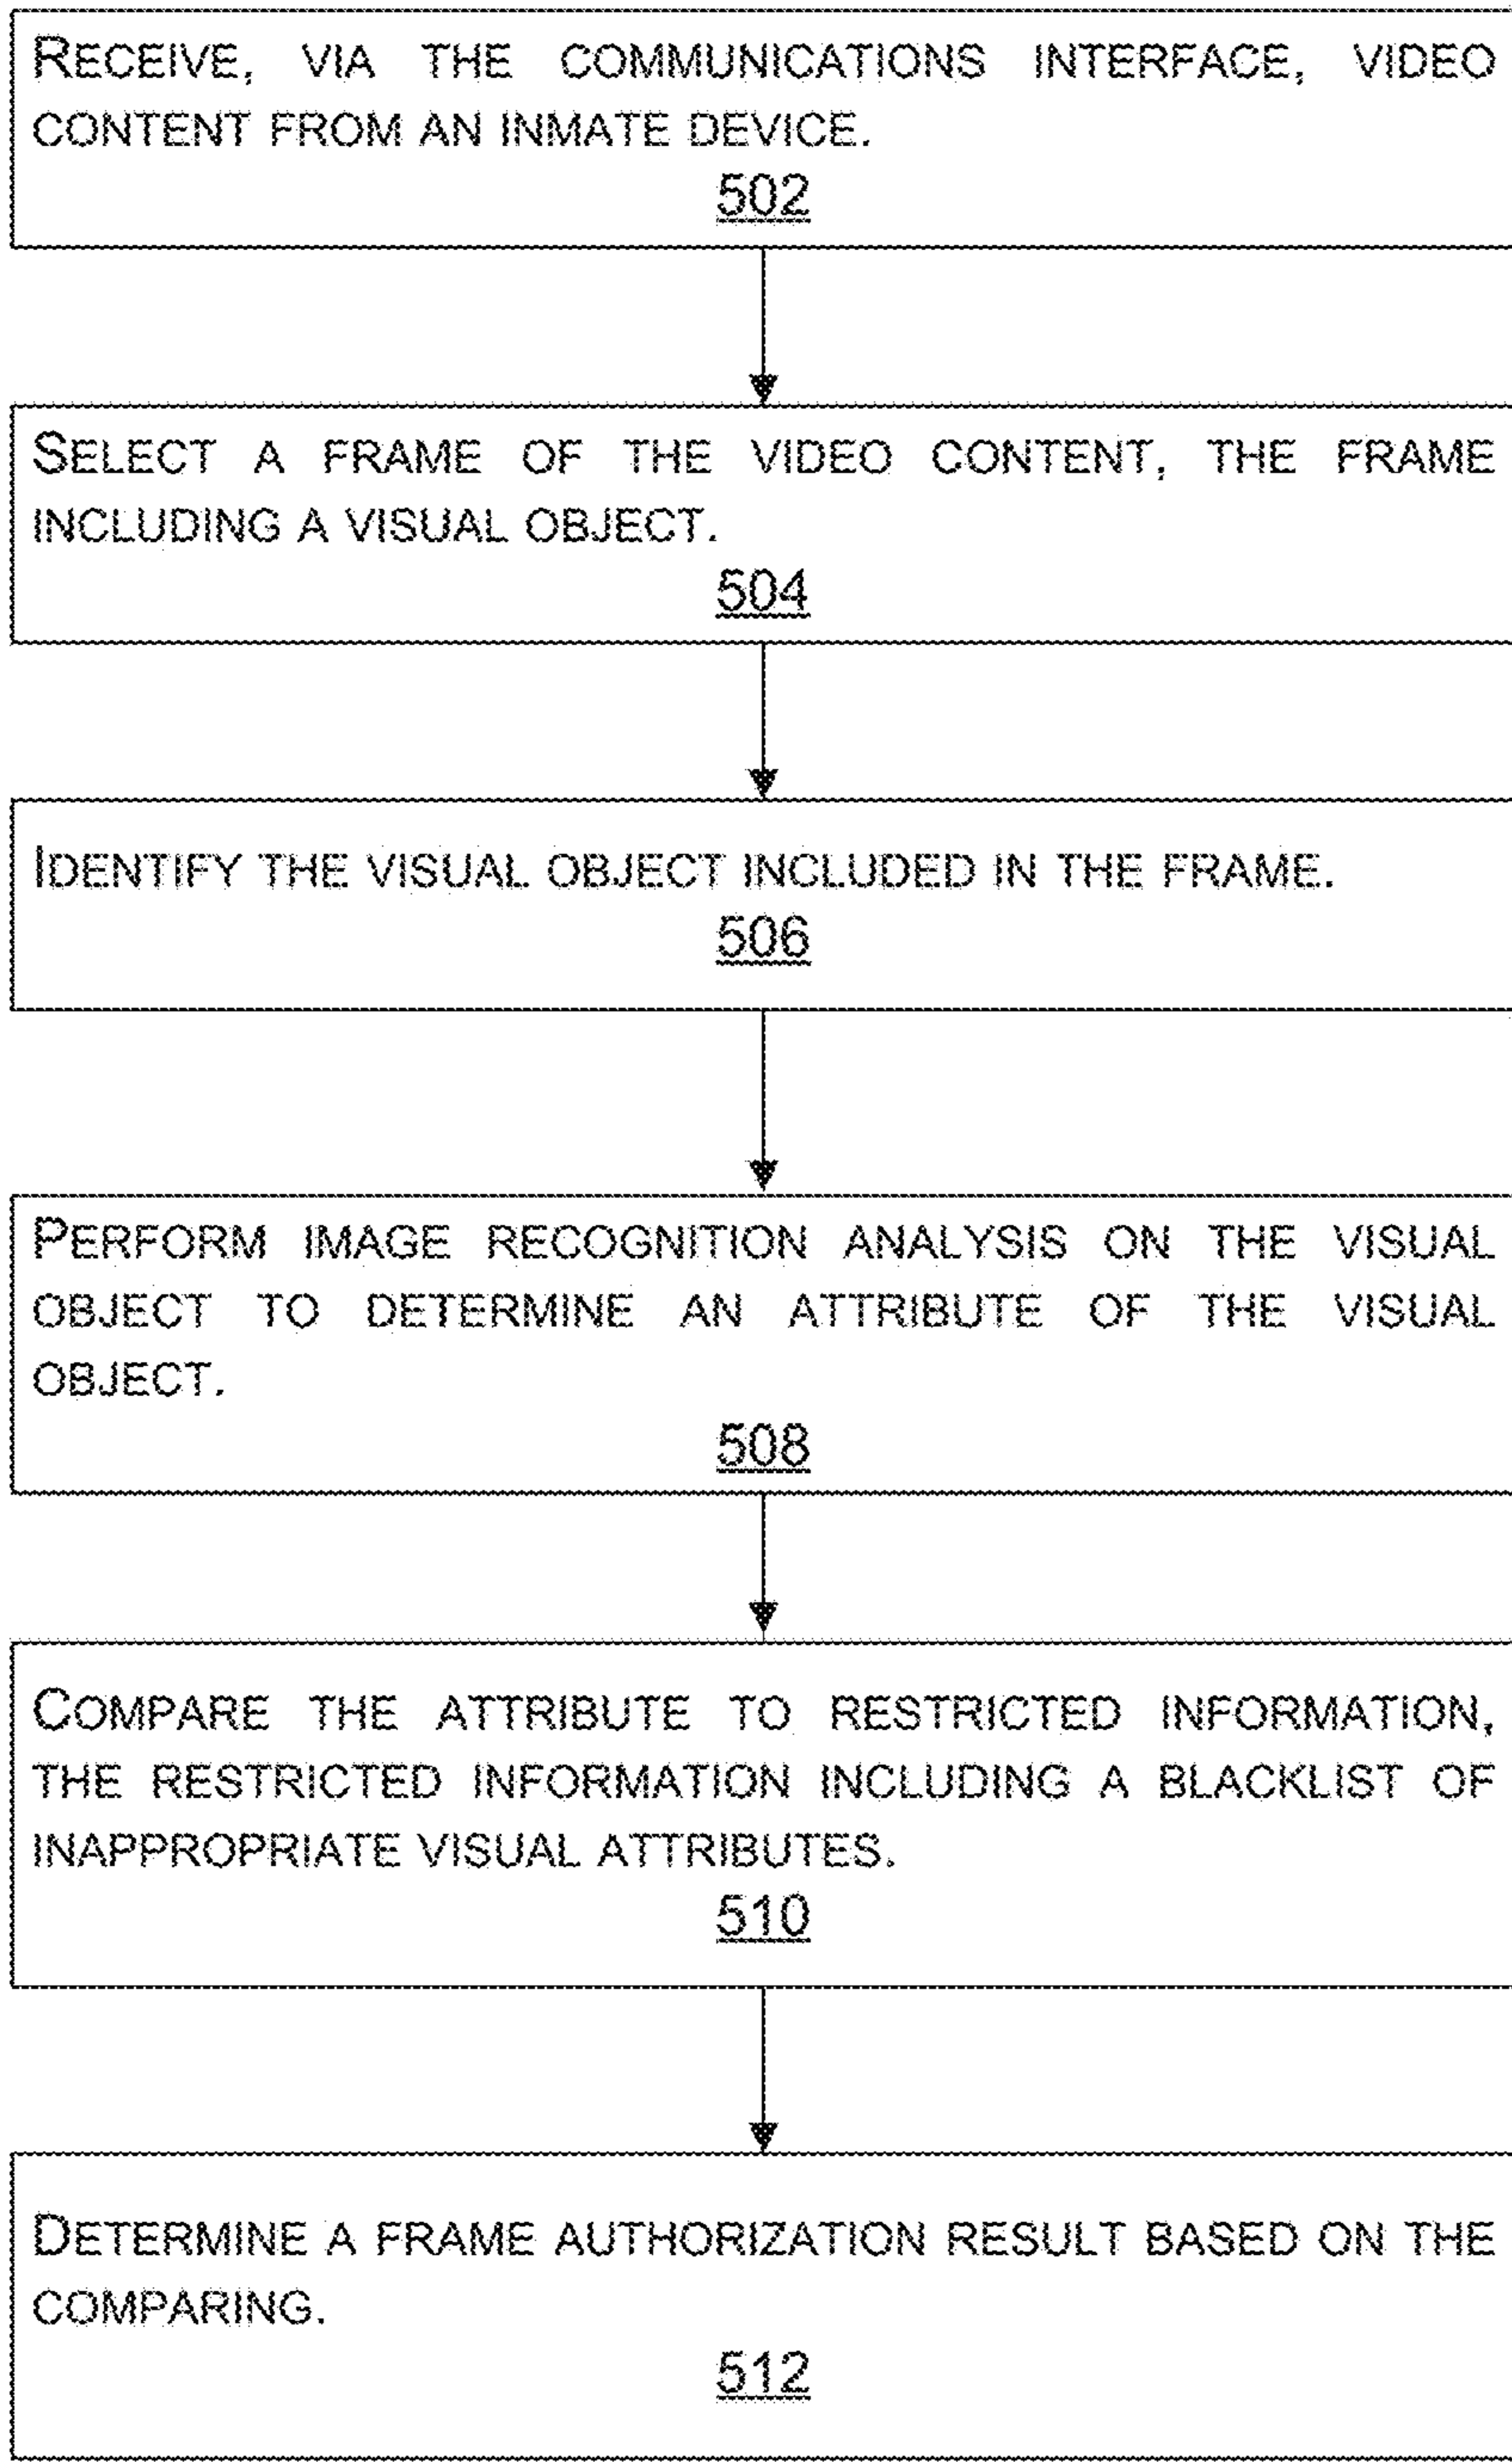 RECEIVE, VIA THE COMMUNICATIONS INTERFACE, VIDEO
CONTENT FROM AN INMATE DEVICE.
502
SELECT A FRAME OF THE VIDEO CONTENT, THE FRAME
INCLUDING A VISUAL OBJECT.
504
IDENTIFY THE VISUAL OBJECT INCLUDED IN THE FRAME.
506
PERFORM IMAGE RECOGNITION ANALYSIS ON THE VISUAL
OBJECT TO DETERMINE AN ATTRIBUTE OF THE VISUAL
OBJECT.
508
COMPARE THE ATTRIBUTE TO RESTRICTED INFORMATION,
THE RESTRICTED INFORMATION INCLUDING A BLACKLIST OF
INAPPROPRIATE VISUAL ATTRIBUTES.
510
DETERMINE A FRAME AUTHORIZATION RESULT BASED ON THE
COMPARING.
512